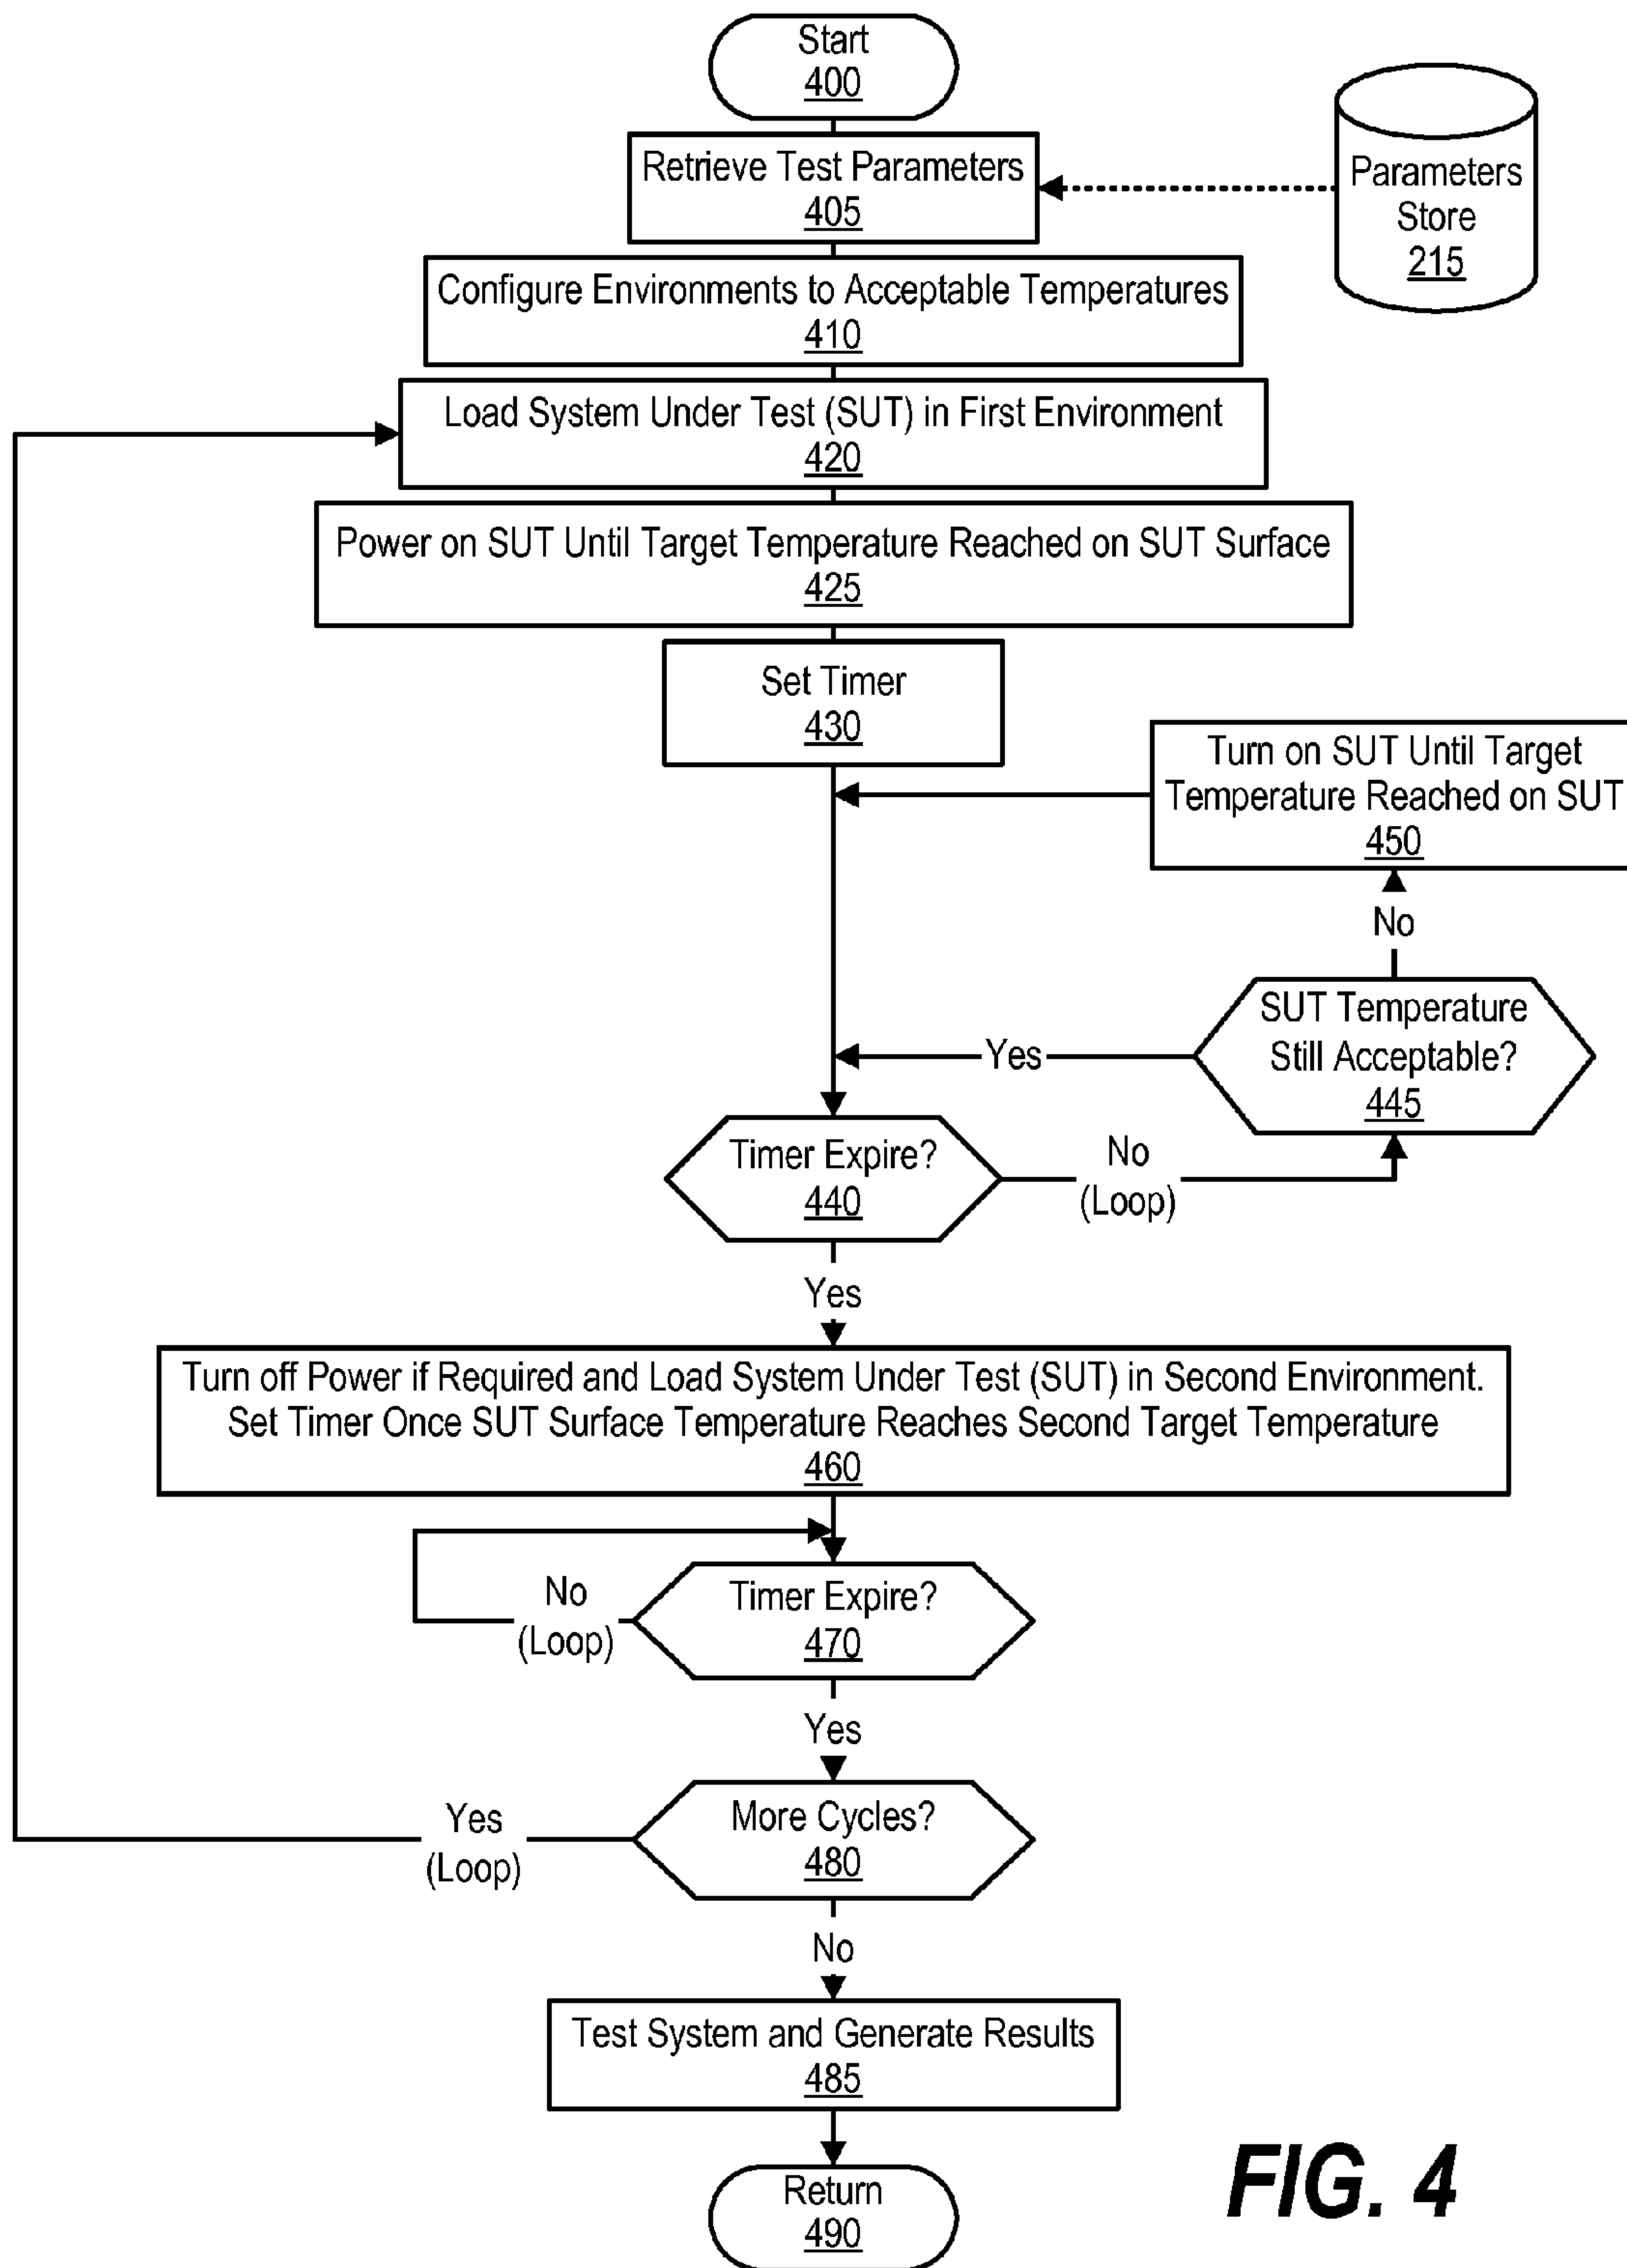 Start
400
Retrieve Test Parameters
405
Parameters
Store
215
Configure Environments to Acceptable Temperatures
410
Load System Under Test (SUT) in First Environment
420
Power on SUT Until Target Temperature Reached on SUT Surface
425
Set Timer
430
Turn on SUT Until Target
Temperature Reached on SUT
450
No
SUT Temperature
Still Acceptable?
445
Yes
Timer Expire?
440
No
(Loop)
Yes
Turn off Power if Required and Load System Under Test (SUT) in Second Environment.
Set Timer Once SUT Surface Temperature Reaches Second Target Temperature
460
Timer Expire?
470
No
(Loop)
Yes
More Cycles?
480
Yes
(Loop)
No
Test System and Generate Results
485
Return
490
FIG. 4